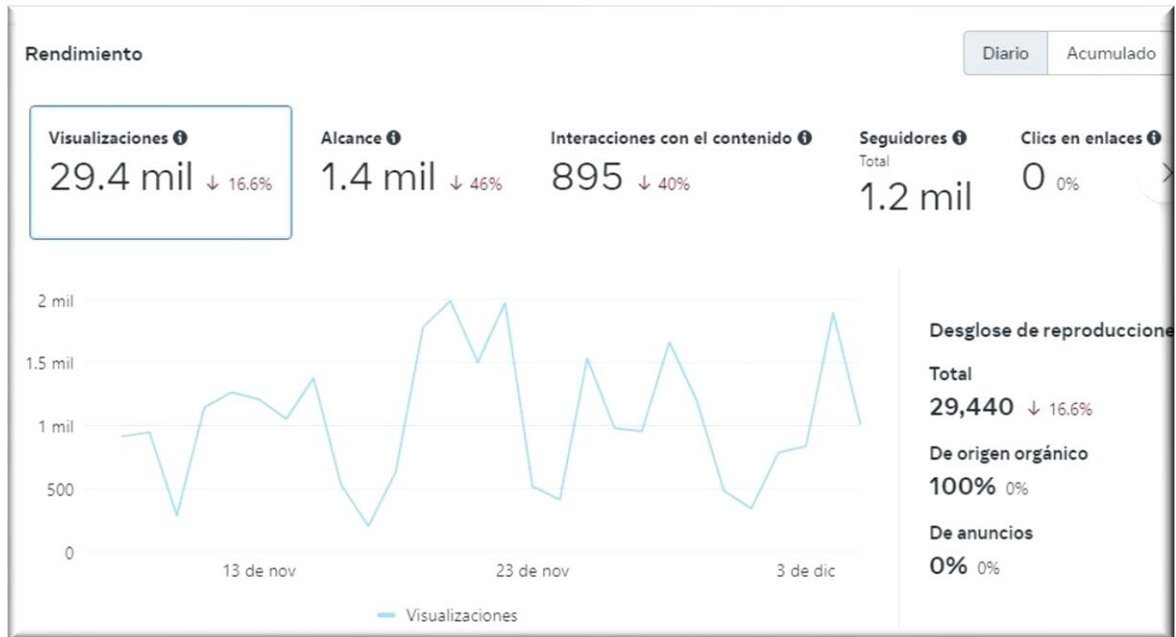 Rendimiento
Diario
Acumulado
Visualizaciones
29.4 mil ↓ 16.6%
Alcance
1.4 mil ↓ 46%
Interacciones con el contenido
895 ↓ 40%
Seguidores
Total
1.2 mil
Clics en enlaces
0 0%
2 mil
1.5 mil
1 mil
500
0
13 de nov
23 de nov
3 de dic
Visualizaciones
Desglose de reproduccione
Total
29,440 ↓ 16.6%
De origen orgánico
100% 0%
De anuncios
0% 0%